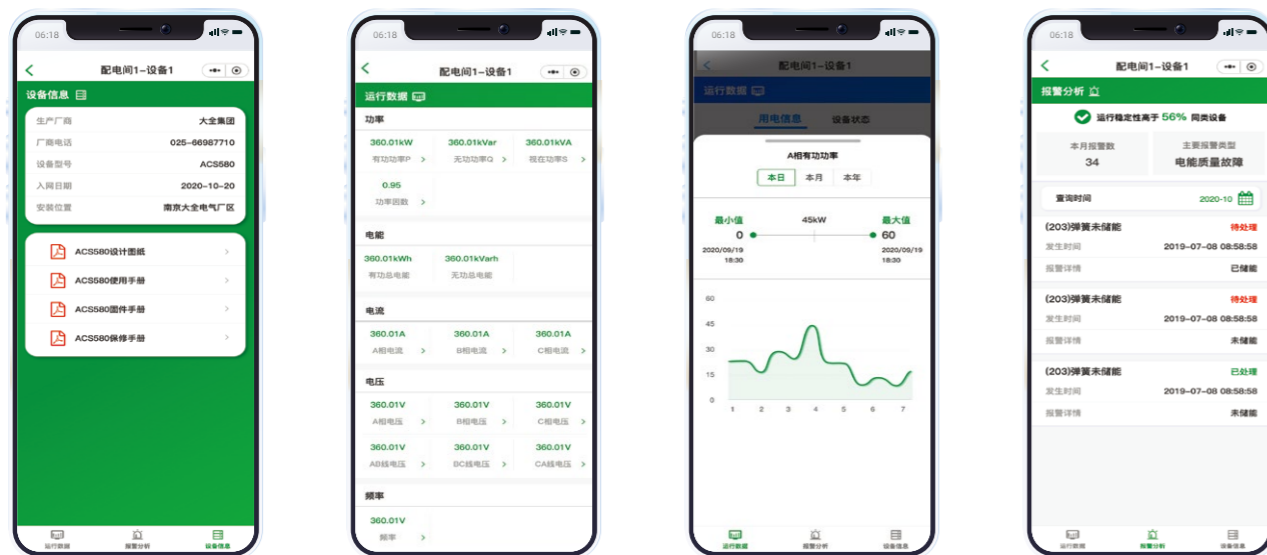 06:18
配电间1-设备1
设备信息
生产厂商 大全集团
厂商电话 025-66987710
设备型号 ACS580
入网日期 2020-10-20
安装位置 南京大全电气厂区
ACS580设计图纸
ACS580使用手册
ACS580固件手册
ACS580保修手册
运行数据 报警分析 设备信息
06:18
配电间1-设备1
运行数据
功率
360.01kW 360.01kVar 360.01kVA
有功功率P 无功功率Q 视在功率S
0.95
功率因数
电能
360.01kWh 360.01kVarh
有功总电能 无功总电能
电流
360.01A 360.01A 360.01A
A相电流 B相电流 C相电流
电压
360.01V 360.01V 360.01V
A相电压 B相电压 C相电压
360.01V 360.01V 360.01V
AB线电压 BC线电压 CA线电压
频率
360.01V
频率
06:18
配电间1-设备1
运行数据
用电信息 设备状态
A相有功功率
本日 本月 本年
最小值 45kW 最大值
0 60
2020/09/19 2020/09/19
18:30 18:30
60
45
30
15
0
1 2 3 4 5 6 7
运行数据 报警分析 设备信息
06:18
配电间1-设备1
报警分析
运行稳定性高于 56% 同类设备
本月报警数 主要报警类型
34 电能质量故障
查询时间 2020-10
(203)弹簧未储能 待处理
发生时间 2019-07-08 08:58:58
报警详情 已储能
(203)弹簧未储能 待处理
发生时间 2019-07-08 08:58:58
报警详情 未储能
(203)弹簧未储能 已处理
发生时间 2019-07-08 08:58:58
报警详情 未储能
运行数据 报警分析 设备信息